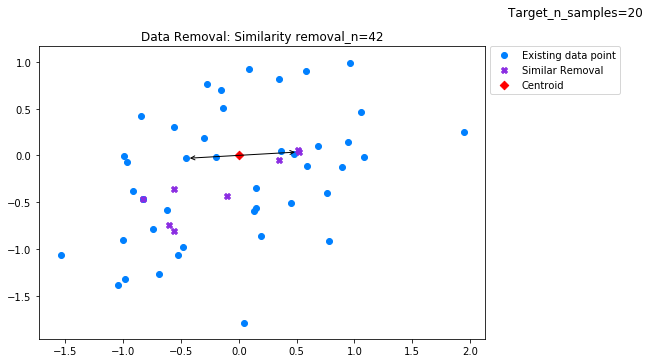 Target_n_samples=20
Data Removal: Similarity removal_n=42
Existing data point
Similar Removal
Centroid
1.0
0.5
0.0
−0.5
−1.0
−1.5
−1.5
−1.0
−0.5
0.0
0.5
1.0
1.5
2.0